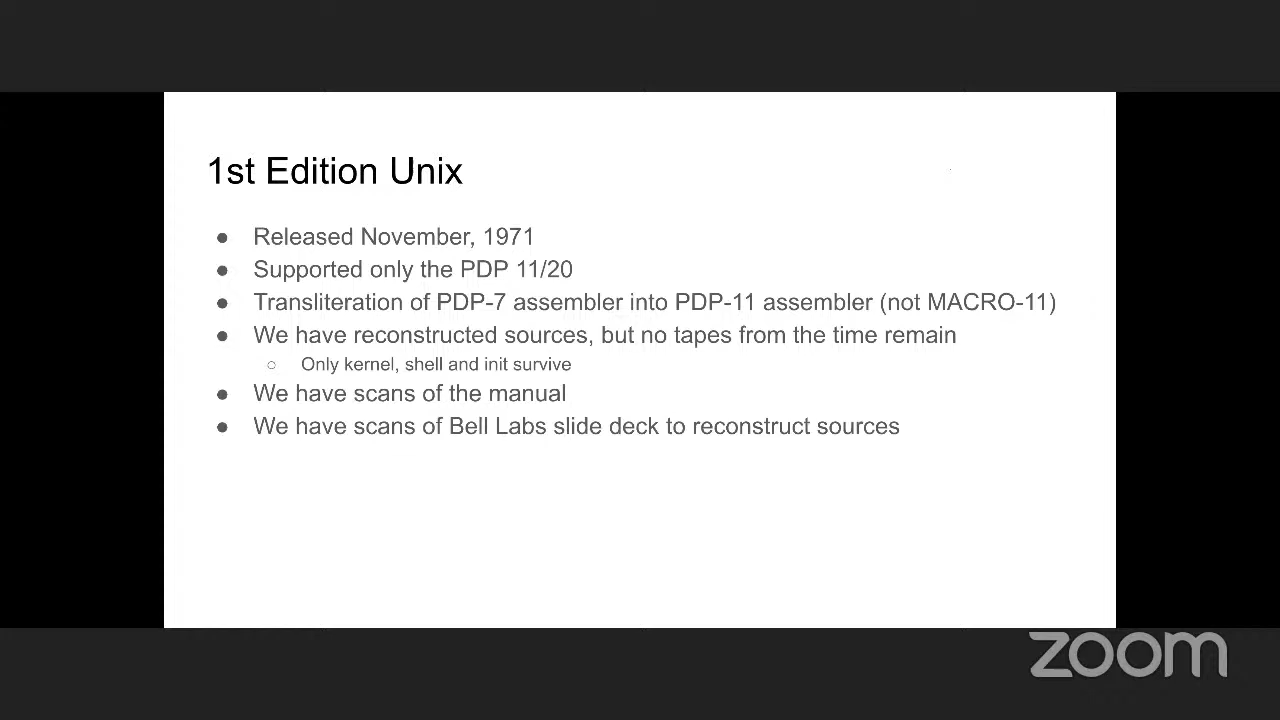 1st Edition Unix
● Released November, 1971
● Supported only the PDP 11/20
● Transliteration of PDP-7 assembler into PDP-11 assembler (not MACRO-11)
● We have reconstructed sources, but no tapes from the time remain
○ Only kernel, shell and init survive
● We have scans of the manual
● We have scans of Bell Labs slide deck to reconstruct sources
zoom